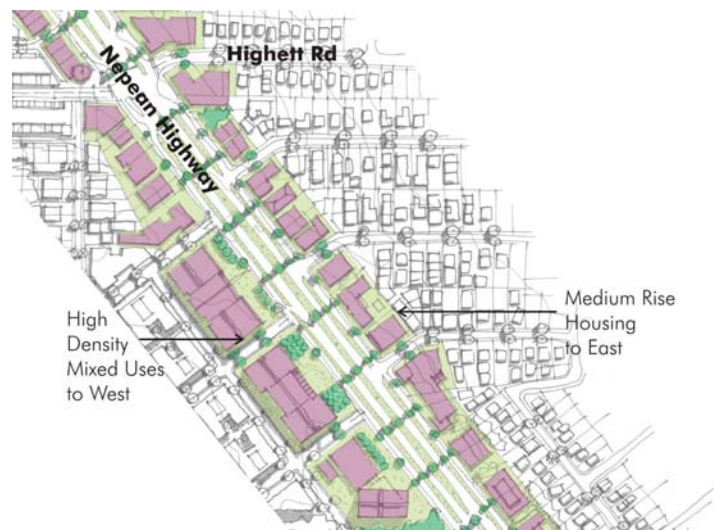 Highett Rd
Nepean Highway
High
Density
Mixed Uses
to West
Medium Rise
Housing
to East